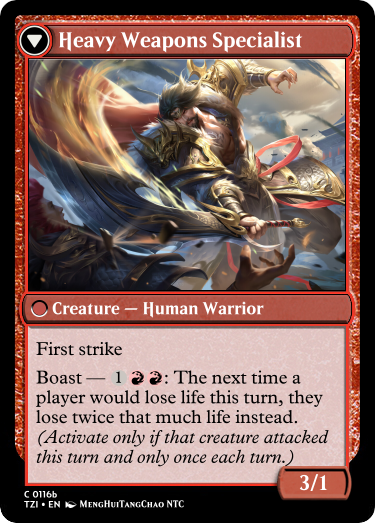 Heavy Weapons Specialist
Creature — Human Warrior
First strike
Boast — 1 R R: The next time a
player would lose life this turn, they
lose twice that much life instead.
(Activate only if that creature attacked
this turn and only once each turn.)
3/1
C 0116b
TZI • EN MengHuiTangChao NTC